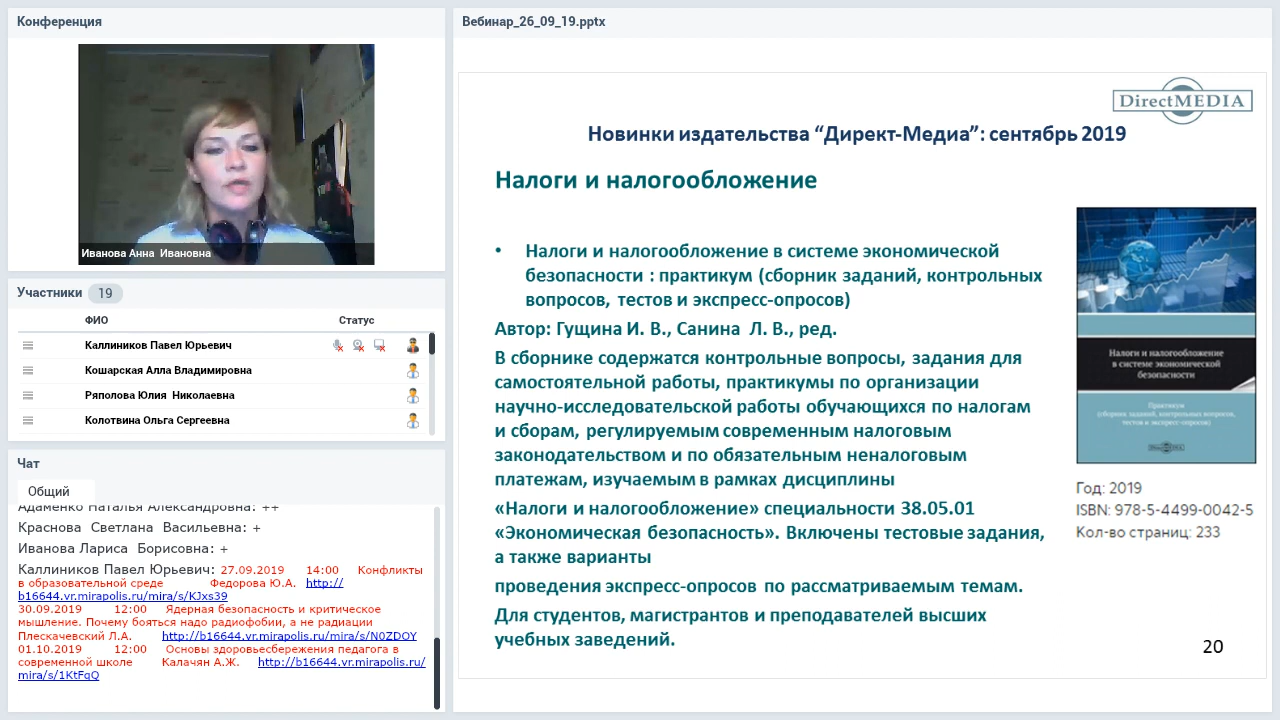 Конференция
Иванова Анна Ивановна
Участники 19
ФИО Статус
Каллиников Павел Юрьевич
Кошарская Алла Владимировна
Ряполова Юлия Николаевна
Колотвина Ольга Сергеевна
Чат
Общий
Адаменко Наталья Александровна: ++
Краснова Светлана Васильевна: +
Иванова Лариса Борисовна: +
Каллиников Павел Юрьевич: 27.09.2019 14:00 Конфликты
в образовательной среде Федорова Ю.А. http://
b16644.vr.mirapolis.ru/mira/s/KJxs39
30.09.2019 12:00 Ядерная безопасность и критическое
мышление. Почему бояться надо радиофобии, а не радиации
Плескачевский Л.А. http://b16644.vr.mirapolis.ru/mira/s/N0ZDOY
01.10.2019 12:00 Основы здоровьесбережения педагога в
современной школе Калачян А.Ж. http://b16644.vr.mirapolis.ru/
mira/s/1KtFqQ
Вебинар_26_09_19.pptx
DirectMEDIA
Новинки издательства “Директ-Медиа”: сентябрь 2019
Налоги и налогообложение
• Налоги и налогообложение в системе экономической
безопасности : практикум (сборник заданий, контрольных
вопросов, тестов и экспресс-опросов)
Автор: Гущина И. В., Санина Л. В., ред.
В сборнике содержатся контрольные вопросы, задания для
самостоятельной работы, практикумы по организации
научно-исследовательской работы обучающихся по налогам
и сборам, регулируемым современным налоговым
законодательством и по обязательным неналоговым
платежам, изучаемым в рамках дисциплины
«Налоги и налогообложение» специальности 38.05.01
«Экономическая безопасность». Включены тестовые задания,
а также варианты
проведения экспресс-опросов по рассматриваемым темам.
Для студентов, магистрантов и преподавателей высших
учебных заведений.
Налоги и налогообложение
в системе экономической
безопасности
Практикум
(сборник заданий, контрольных вопросов,
тестов и экспресс-опросов)
DirectMEDIA
Год: 2019
ISBN: 978-5-4499-0042-5
Кол-во страниц: 233
20